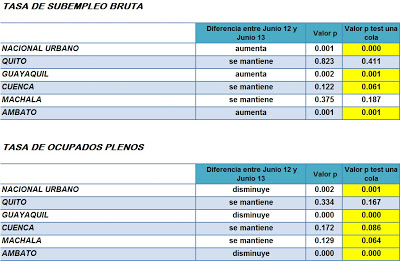 TASA DE SUBEMPLEO BRUTA
Diferencia entre Junio 12 y Junio 13 Valor p Valor p test una cola
NACIONAL URBANO aumenta 0.001 0.000
QUITO se mantiene 0.823 0.411
GUAYAQUIL aumenta 0.002 0.001
CUENCA se mantiene 0.122 0.061
MACHALA se mantiene 0.375 0.187
AMBATO aumenta 0.001 0.001
TASA DE OCUPADOS PLENOS
Diferencia entre Junio 12 y Junio 13 Valor p Valor p test una cola
NACIONAL URBANO disminuye 0.002 0.001
QUITO se mantiene 0.334 0.167
GUAYAQUIL disminuye 0.000 0.000
CUENCA se mantiene 0.172 0.086
MACHALA se mantiene 0.129 0.064
AMBATO disminuye 0.000 0.000